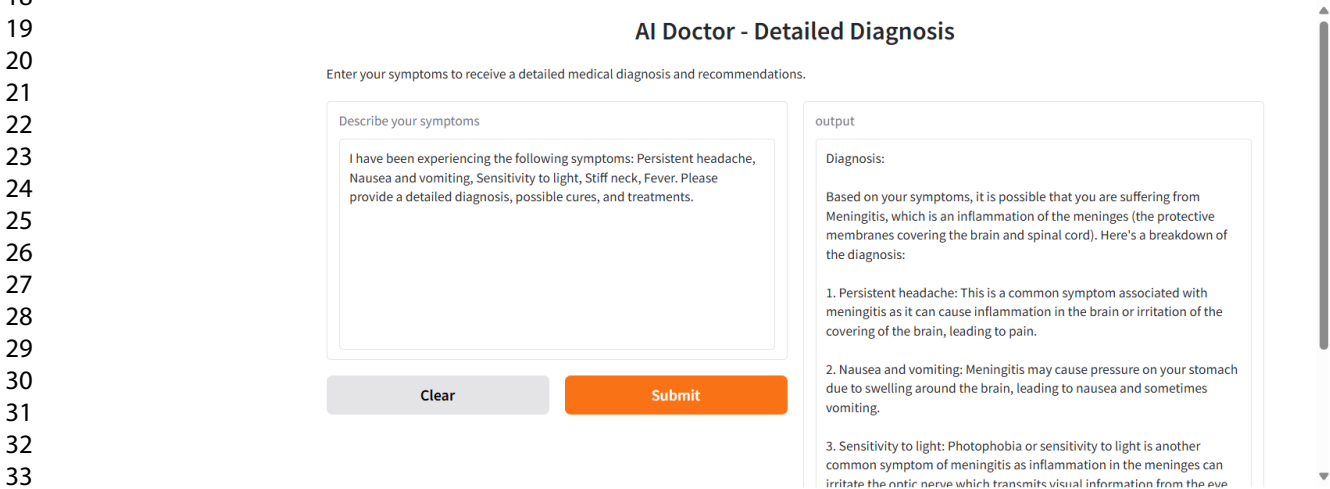 18
19
20
21
22
23
24
25
26
27
28
29
30
31
32
33
AI Doctor - Detailed Diagnosis
Enter your symptoms to receive a detailed medical diagnosis and recommendations.
Describe your symptoms
I have been experiencing the following symptoms: Persistent headache,
Nausea and vomiting, Sensitivity to light, Stiff neck, Fever. Please
provide a detailed diagnosis, possible cures, and treatments.
Clear
Submit
output
Diagnosis:
Based on your symptoms, it is possible that you are suffering from
Meningitis, which is an inflammation of the meninges (the protective
membranes covering the brain and spinal cord). Here's a breakdown of
the diagnosis:
1. Persistent headache: This is a common symptom associated with
meningitis as it can cause inflammation in the brain or irritation of the
covering of the brain, leading to pain.
2. Nausea and vomiting: Meningitis may cause pressure on your stomach
due to swelling around the brain, leading to nausea and sometimes
vomiting.
3. Sensitivity to light: Photophobia or sensitivity to light is another
common symptom of meningitis as inflammation in the meninges can
irritate the optic nerve which transmits visual information from the eye